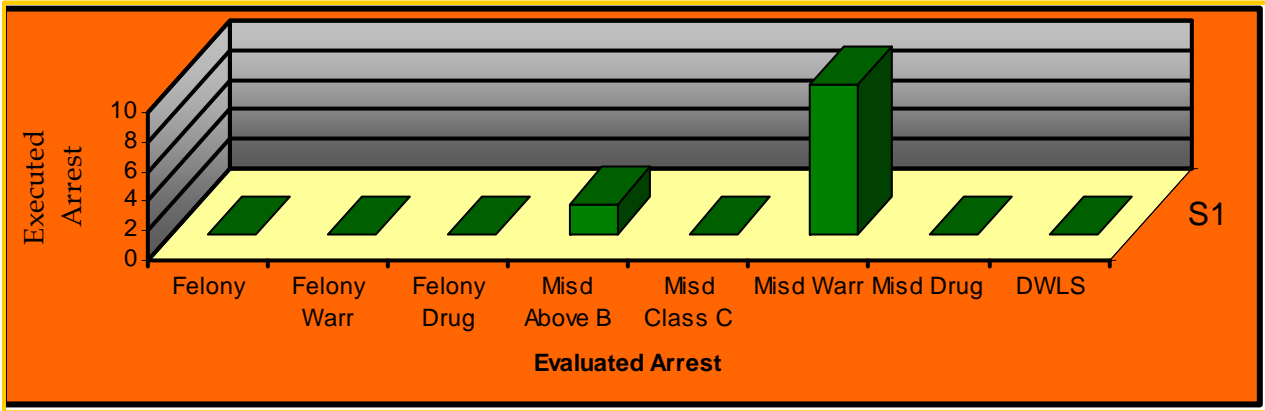 Executed
Arrest
10
8
6
4
2
0
S1
Felony
Felony
Warr
Felony
Drug
Misd
Above B
Misd
Class C
Misd Warr
Misd Drug
DWLS
Evaluated Arrest